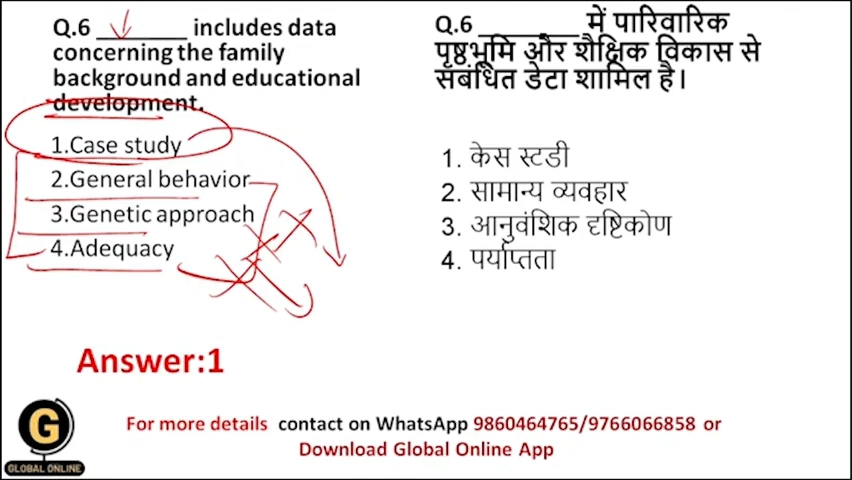 Q.6 ________ includes data
concerning the family
background and educational
development.
1.Case study
2.General behavior
3.Genetic approach
4.Adequacy
Q.6 ________ में पारिवारिक
पृष्ठभूमि और शैक्षिक विकास से
संबंधित डेटा शामिल है।
1. केस स्टडी
2. सामान्य व्यवहार
3. आनुवंशिक दृष्टिकोण
4. पर्याप्तता
Answer:1
For more details contact on WhatsApp 9860464765/9766066858 or
Download Global Online App
G
GLOBAL ONLINE